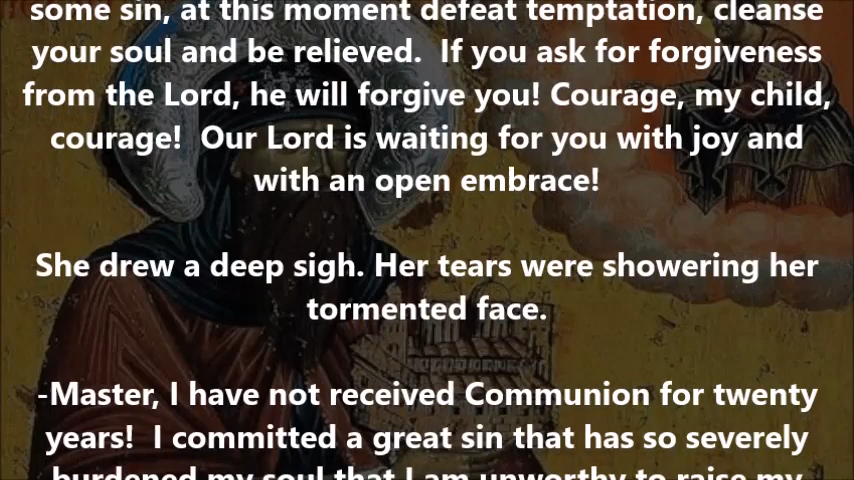 some sin, at this moment defeat temptation, cleanse
your soul and be relieved.  If you ask for forgiveness
from the Lord, he will forgive you! Courage, my child,
courage!  Our Lord is waiting for you with joy and
with an open embrace!
She drew a deep sigh. Her tears were showering her
tormented face.
-Master, I have not received Communion for twenty
years!  I committed a great sin that has so severely
burdened my soul that I am unworthy to raise my